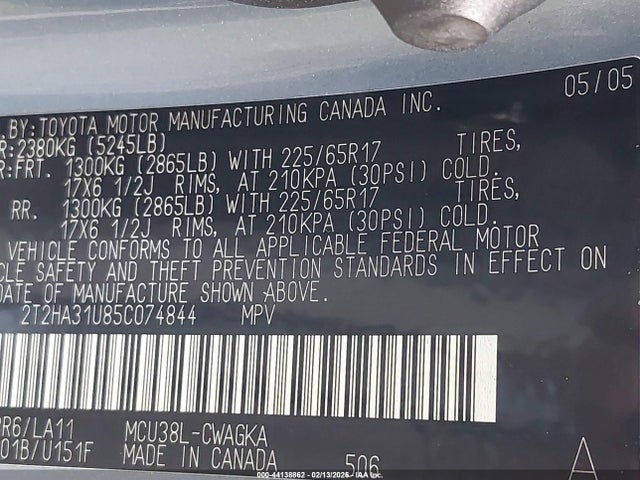 05/05
BY: TOYOTA MOTOR MANUFACTURING CANADA INC.
R: 2380KG (5245LB)
R: FRT. 1300KG (2865LB) WITH 225/65R17 TIRES,
17X6 1/2J RIMS, AT 210KPA (30PSI) COLD.
RR. 1300KG (2865LB) WITH 225/65R17 TIRES,
17X6 1/2J RIMS, AT 210KPA (30PSI) COLD.
VEHICLE CONFORMS TO ALL APPLICABLE FEDERAL MOTOR
CLE SAFETY AND THEFT PREVENTION STANDARDS IN EFFECT ON
DATE OF MANUFACTURE SHOWN ABOVE.
2T2HA31U85C074844 MPV
R6/LA11 MCU38L-CWAGKA
01B/U151F MADE IN CANADA 506 A
000-44138862 - 02/13/2026 - IAAI.COM